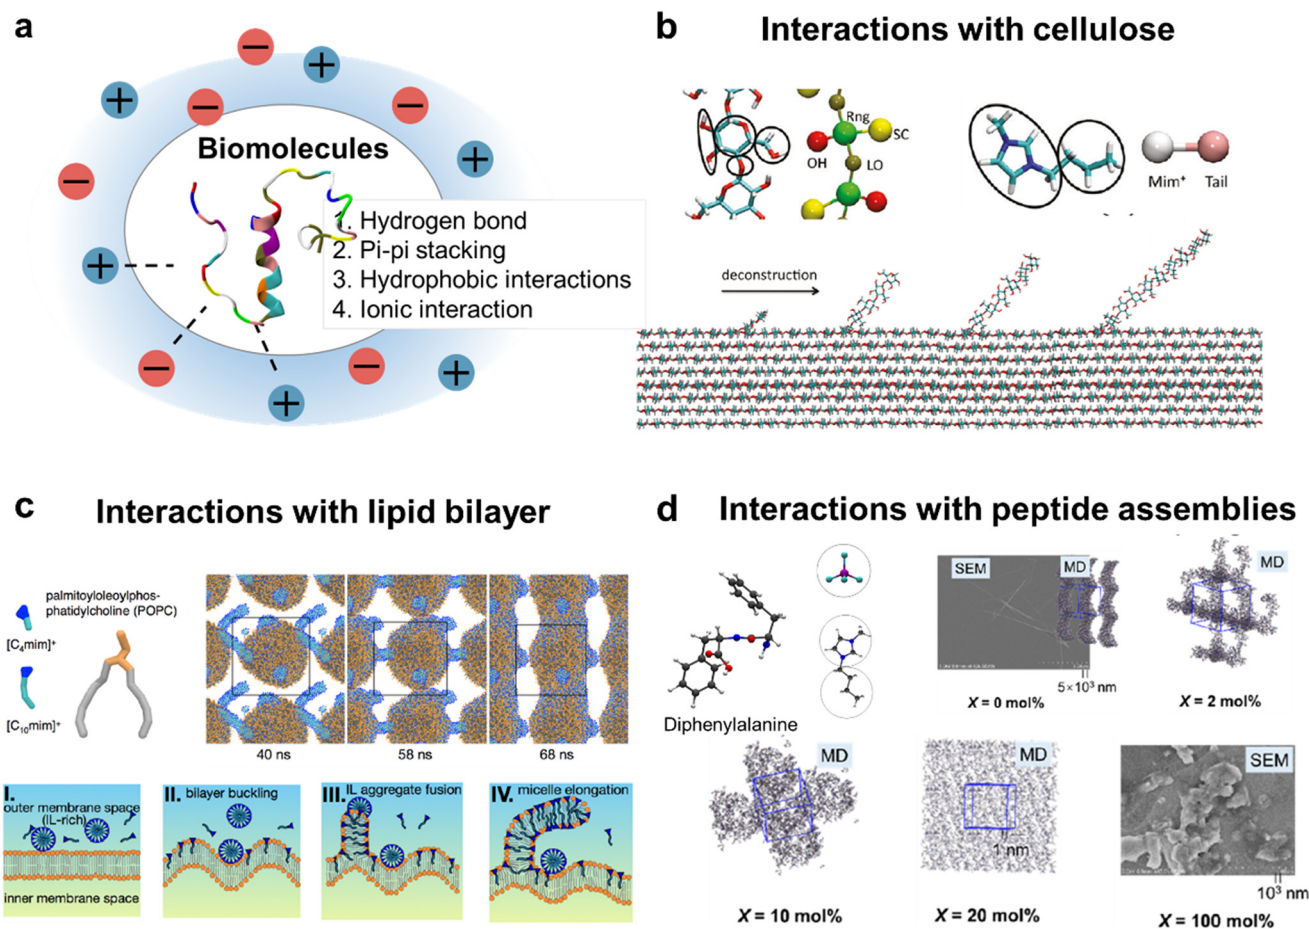 a
Biomolecules
1. Hydrogen bond
2. Pi-pi stacking
3. Hydrophobic interactions
4. Ionic interaction
b
Interactions with cellulose
Rng
SC
OH
LO
Mim⁺
Tail
deconstruction
c
Interactions with lipid bilayer
palmitoyloleoylphos-
phatidylcholine (POPC)
[C₄mim]⁺
[C₁₀mim]⁺
40 ns
58 ns
68 ns
I.
outer membrane space
(IL-rich)
inner membrane space
II.
bilayer buckling
III.
IL aggregate fusion
IV.
micelle elongation
d
Interactions with peptide assemblies
Diphenylalanine
SEM
MD
5×10³ nm
X = 0 mol%
MD
X = 2 mol%
MD
X = 10 mol%
1 nm
X = 20 mol%
SEM
10³ nm
X = 100 mol%